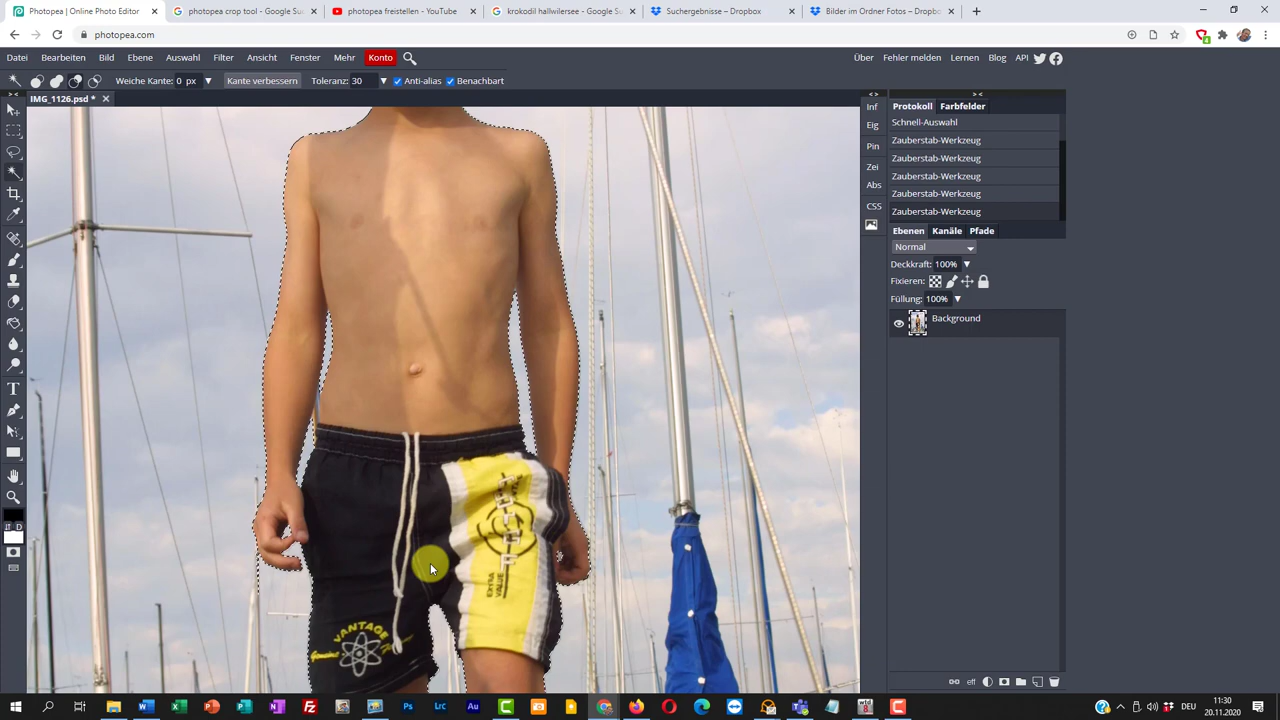 Photopea | Online Photo Editor
photopea crop tool - Google Su
photopea freistellen - YouTube
krokodil hallwilersee - Google S
Suchergebnisse – Dropbox
Bilder im Ordner Fotos – Dropbo
photopea.com
Datei Bearbeiten Bild Ebene Auswahl Filter Ansicht Fenster Mehr Konto
Über Fehler melden Lernen Blog API
Weiche Kante: 0 px Kante verbessern Toleranz: 30 Anti-alias Benachbart
IMG_1126.psd *
Inf
Eig
Pin
Zei
Abs
CSS
Protokoll Farbfelder
Schnell-Auswahl
Zauberstab-Werkzeug
Zauberstab-Werkzeug
Zauberstab-Werkzeug
Zauberstab-Werkzeug
Zauberstab-Werkzeug
Ebenen Kanäle Pfade
Normal
Deckkraft: 100%
Fixieren:
Füllung: 100%
Background
eff
EXTRA
VALUE
VANTAGE
DEU
11:30
20.11.2020